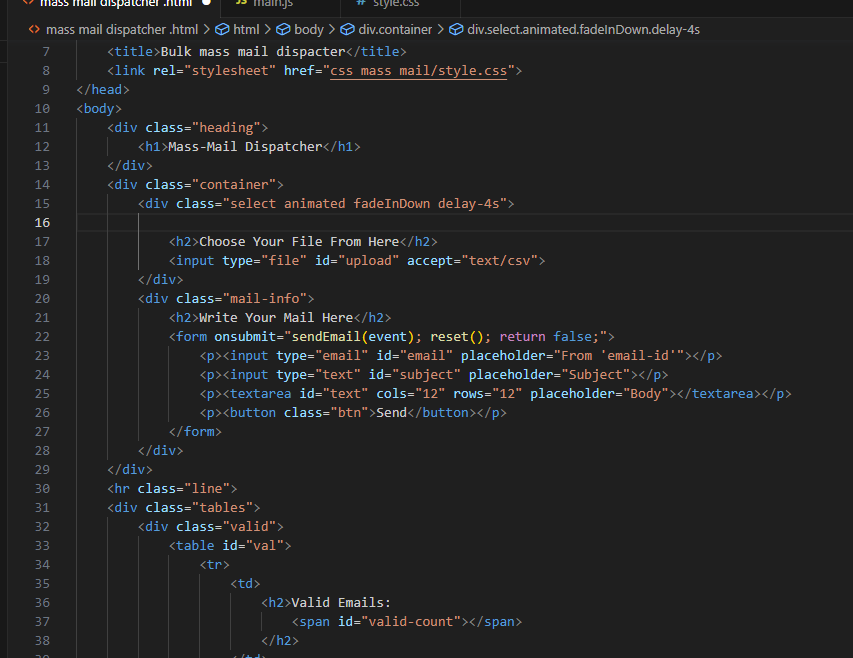 mass mail dispatcher .html main.js style.css
mass mail dispatcher .html > html > body > div.container > div.select.animated.fadeInDown.delay-4s
7 <title>Bulk mass mail dispacter</title>
8 <link rel="stylesheet" href="css mass mail/style.css">
9 </head>
10 <body>
11 <div class="heading">
12 <h1>Mass-Mail Dispatcher</h1>
13 </div>
14 <div class="container">
15 <div class="select animated fadeInDown delay-4s">
16
17 <h2>Choose Your File From Here</h2>
18 <input type="file" id="upload" accept="text/csv">
19 </div>
20 <div class="mail-info">
21 <h2>Write Your Mail Here</h2>
22 <form onsubmit="sendEmail(event); reset(); return false;">
23 <p><input type="email" id="email" placeholder="From 'email-id'"></p>
24 <p><input type="text" id="subject" placeholder="Subject"></p>
25 <p><textarea id="text" cols="12" rows="12" placeholder="Body"></textarea></p>
26 <p><button class="btn">Send</button></p>
27 </form>
28 </div>
29 </div>
30 <hr class="line">
31 <div class="tables">
32 <div class="valid">
33 <table id="val">
34 <tr>
35 <td>
36 <h2>Valid Emails:
37 <span id="valid-count"></span>
38 </h2>